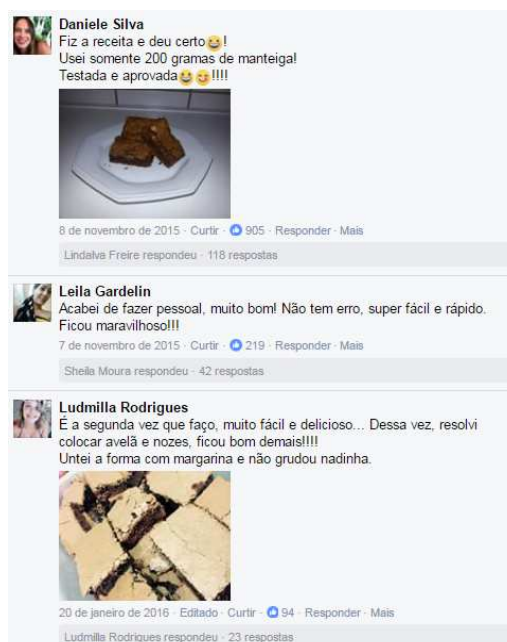 Daniele Silva
Fiz a receita e deu certo😀!
Usei somente 200 gramas de manteiga!
Testada e aprovada😀😋!!!!
8 de novembro de 2015 · Curtir · 905 · Responder · Mais
Lindalva Freire respondeu · 118 respostas
Leila Gardelin
Acabei de fazer pessoal, muito bom! Não tem erro, super fácil e rápido.
Ficou maravilhoso!!!
7 de novembro de 2015 · Curtir · 219 · Responder · Mais
Sheila Moura respondeu · 42 respostas
Ludmilla Rodrigues
É a segunda vez que faço, muito fácil e delicioso... Dessa vez, resolvi
colocar avelã e nozes, ficou bom demais!!!!
Untei a forma com margarina e não grudou nadinha.
20 de janeiro de 2016 · Editado · Curtir · 94 · Responder · Mais
Ludmilla Rodrigues respondeu · 23 respostas